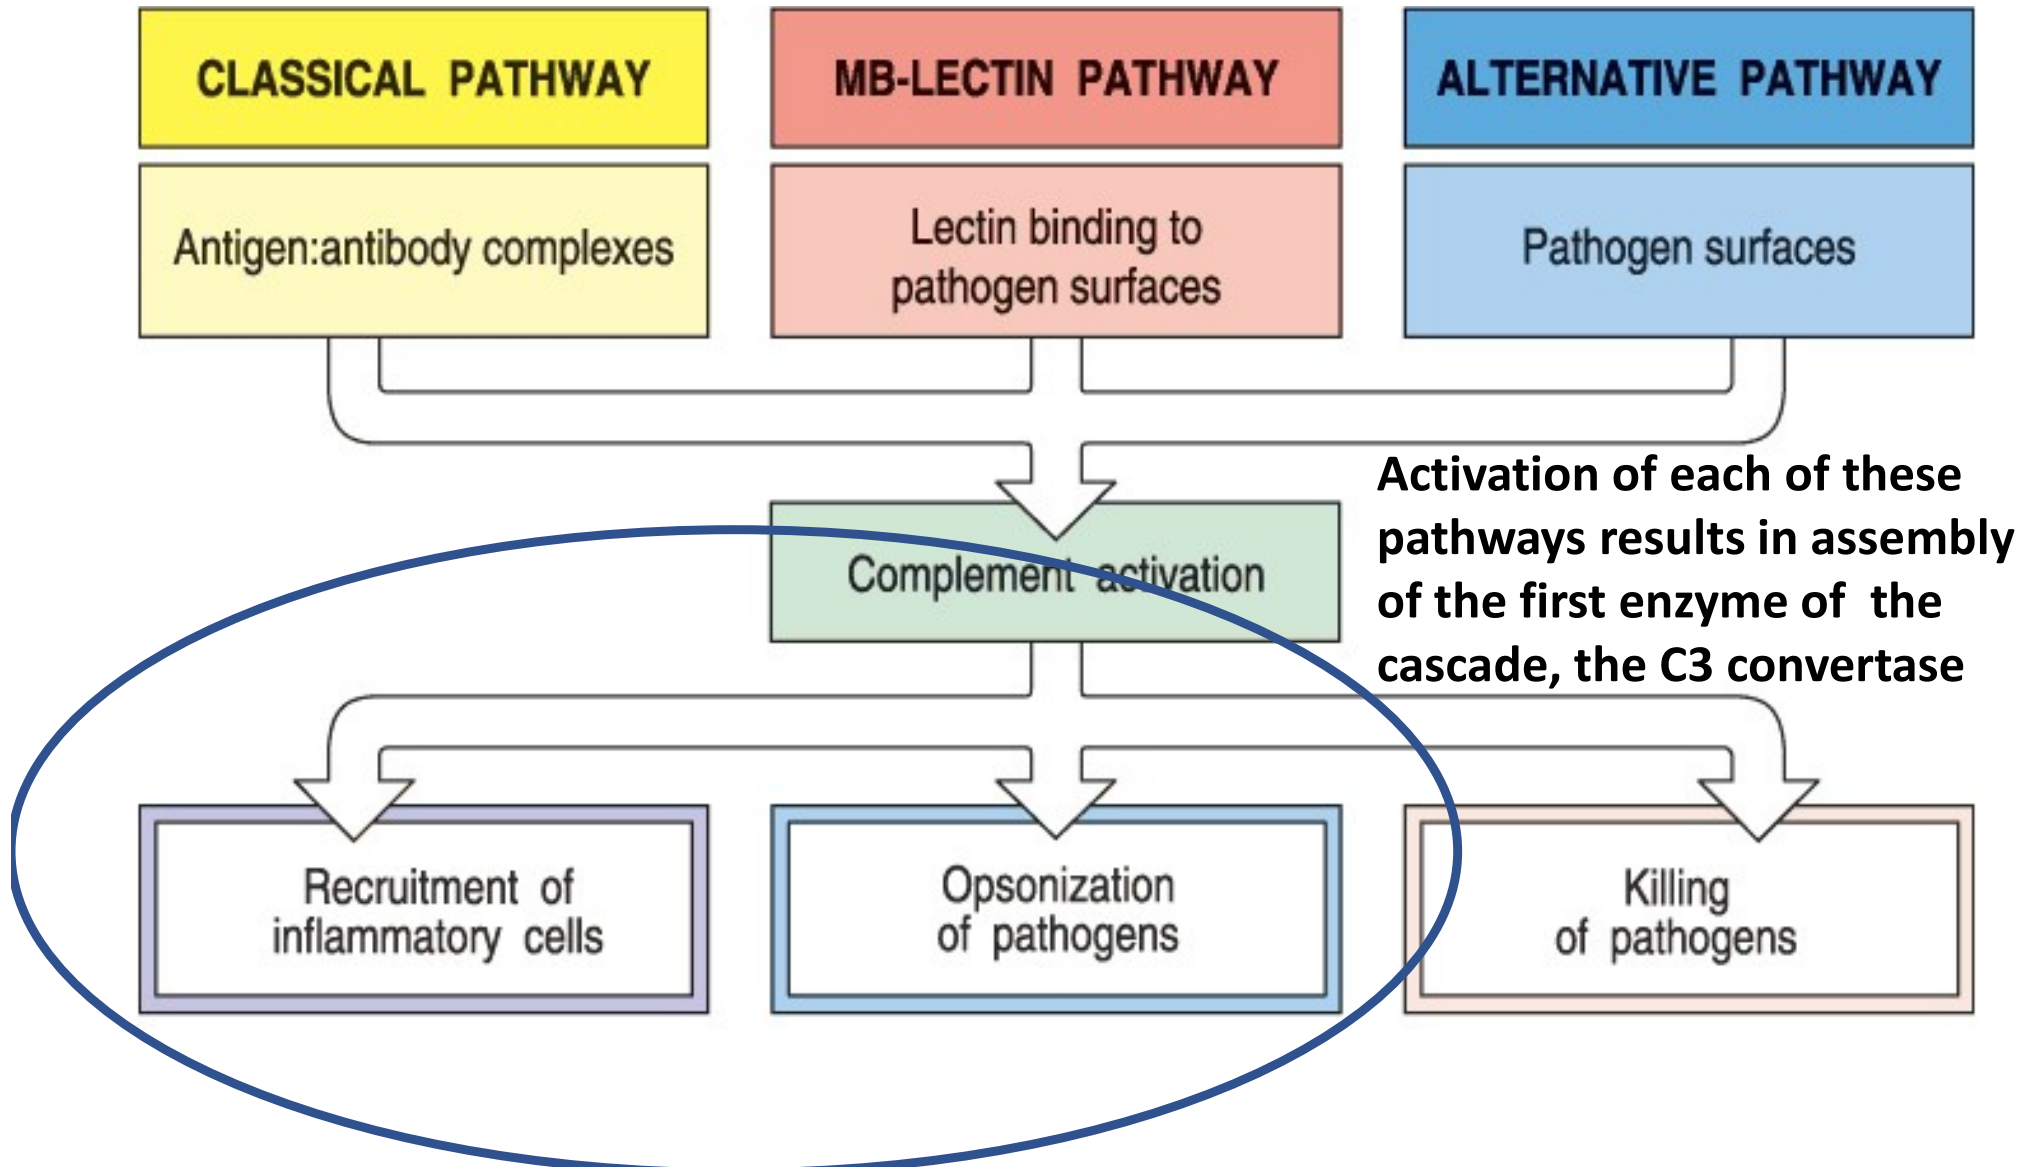 CLASSICAL PATHWAY
MB-LECTIN PATHWAY
ALTERNATIVE PATHWAY
Antigen:antibody complexes
Lectin binding to
pathogen surfaces
Pathogen surfaces
Complement activation
Activation of each of these
pathways results in assembly
of the first enzyme of the
cascade, the C3 convertase
Recruitment of
inflammatory cells
Opsonization
of pathogens
Killing
of pathogens